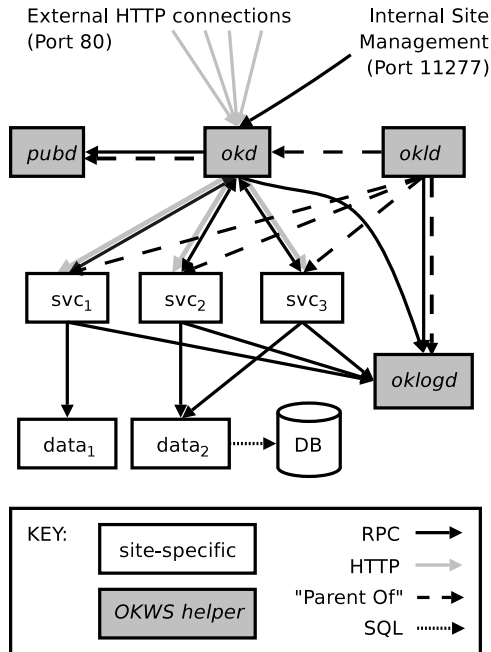 External HTTP connections
(Port 80)
Internal Site
Management
(Port 11277)
pubd
okd
okld
svc1
svc2
svc3
oklogd
data1
data2
DB
KEY:
site-specific
OKWS helper
RPC
HTTP
"Parent Of"
SQL